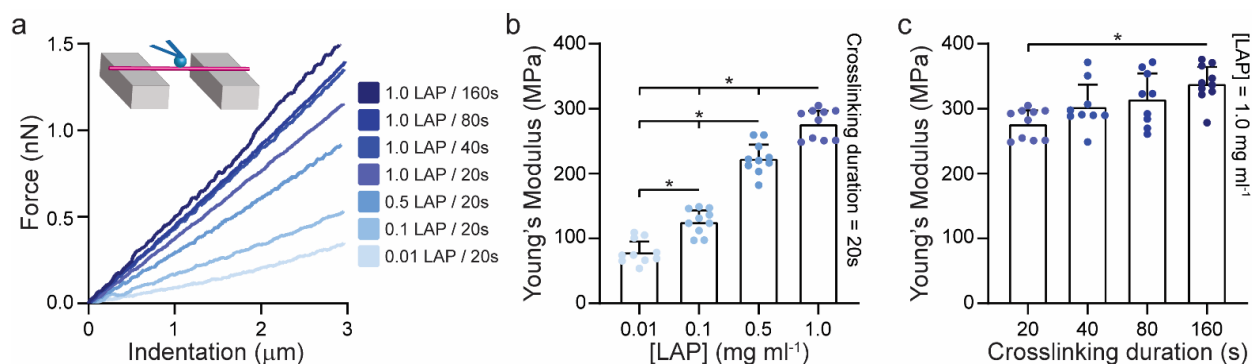 a
1.5
1.0
0.5
0.0
Force (nN)
0
1
2
3
Indentation (μm)
1.0 LAP / 160s
1.0 LAP / 80s
1.0 LAP / 40s
1.0 LAP / 20s
0.5 LAP / 20s
0.1 LAP / 20s
0.01 LAP / 20s
b
400
300
200
100
0
Young's Modulus (MPa)
*
*
*
0.01
0.1
0.5
1.0
[LAP] (mg ml⁻¹)
Crosslinking duration = 20s
c
400
300
200
100
0
Young's Modulus (MPa)
*
20
40
80
160
Crosslinking duration (s)
[LAP] = 1.0 mg ml⁻¹